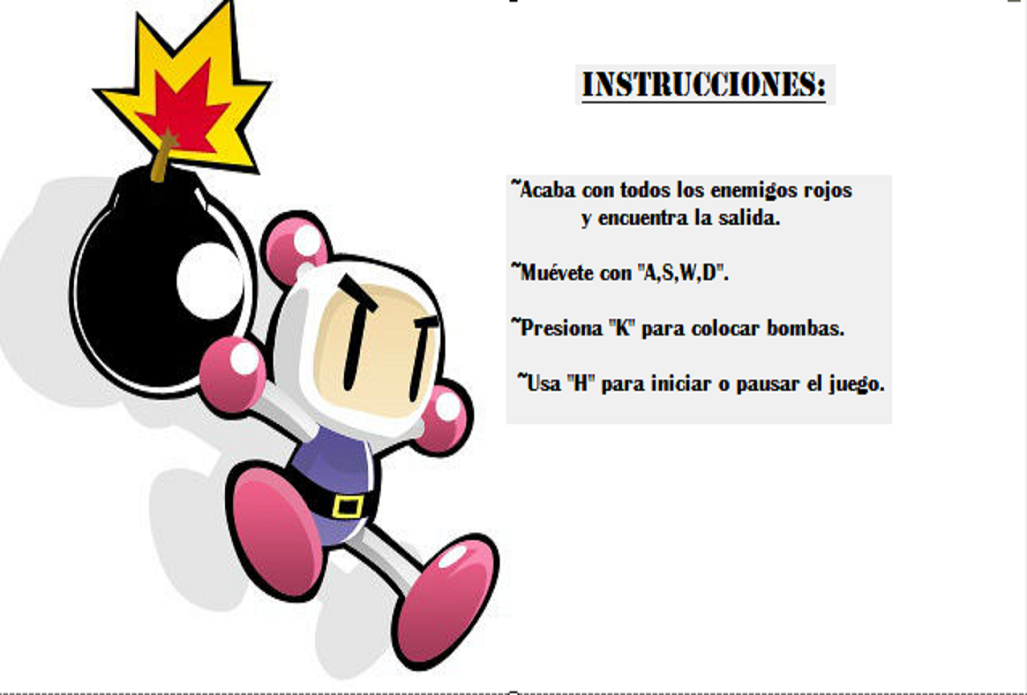 INSTRUCCIONES:
~Acaba con todos los enemigos rojos
y encuentra la salida.
~Muévete con "A,S,W,D".
~Presiona "K" para colocar bombas.
~Usa "H" para iniciar o pausar el juego.